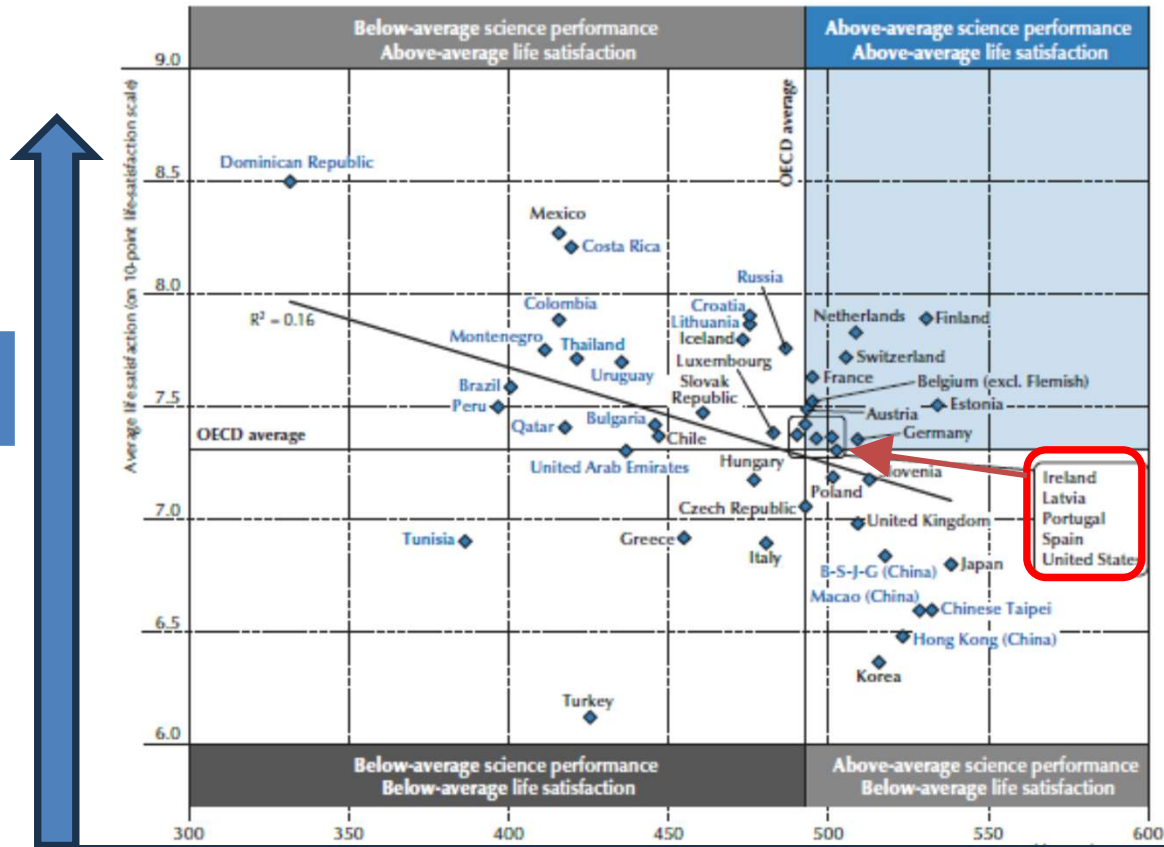 Below-average science performance
Above-average life satisfaction
Above-average science performance
Above-average life satisfaction
9.0
8.5
8.0
7.5
7.0
6.5
6.0
Average life satisfaction (on 10-point life-satisfaction scale)
OECD average
Dominican Republic
Mexico
Costa Rica
Russia
R² = 0.16
Colombia
Croatia
Lithuania
Iceland
Netherlands
Finland
Montenegro
Thailand
Luxembourg
Switzerland
Uruguay
Slovak
Republic
France
Belgium (excl. Flemish)
Brazil
Peru
Estonia
Austria
Qatar
Bulgaria
Chile
Germany
OECD average
United Arab Emirates
Hungary
Slovenia
Poland
Ireland
Latvia
Portugal
Spain
United States
Czech Republic
United Kingdom
Tunisia
Greece
Italy
B-S-J-G (China)
Japan
Macao (China)
Chinese Taipei
Hong Kong (China)
Korea
Turkey
Below-average science performance
Below-average life satisfaction
Above-average science performance
Below-average life satisfaction
300
350
400
450
500
550
600